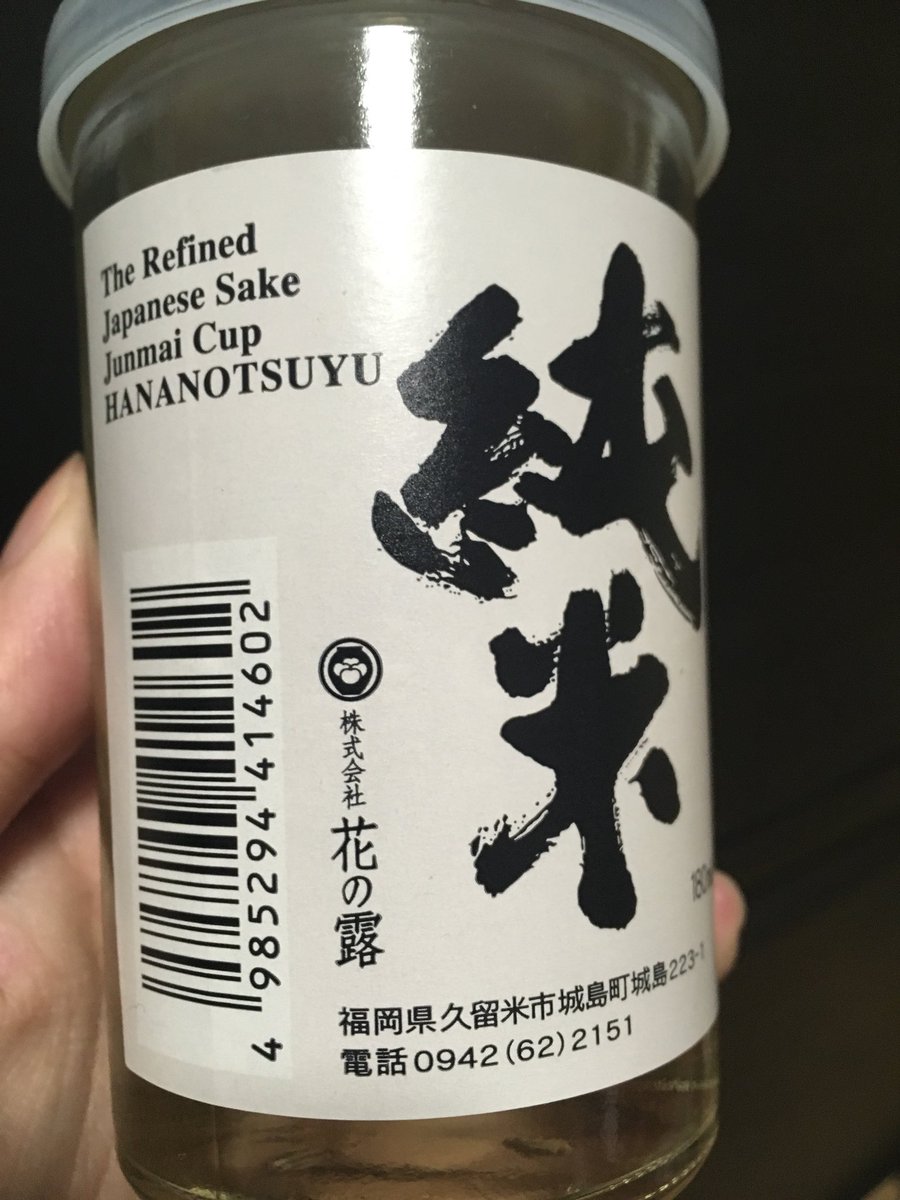 The Refined
Japanese Sake
Junmai Cup
HANANOTSUYU
純米
4 985294 414602
株式会社 花の露
180
福岡県久留米市城島町城島223-1
電話0942(62)2151